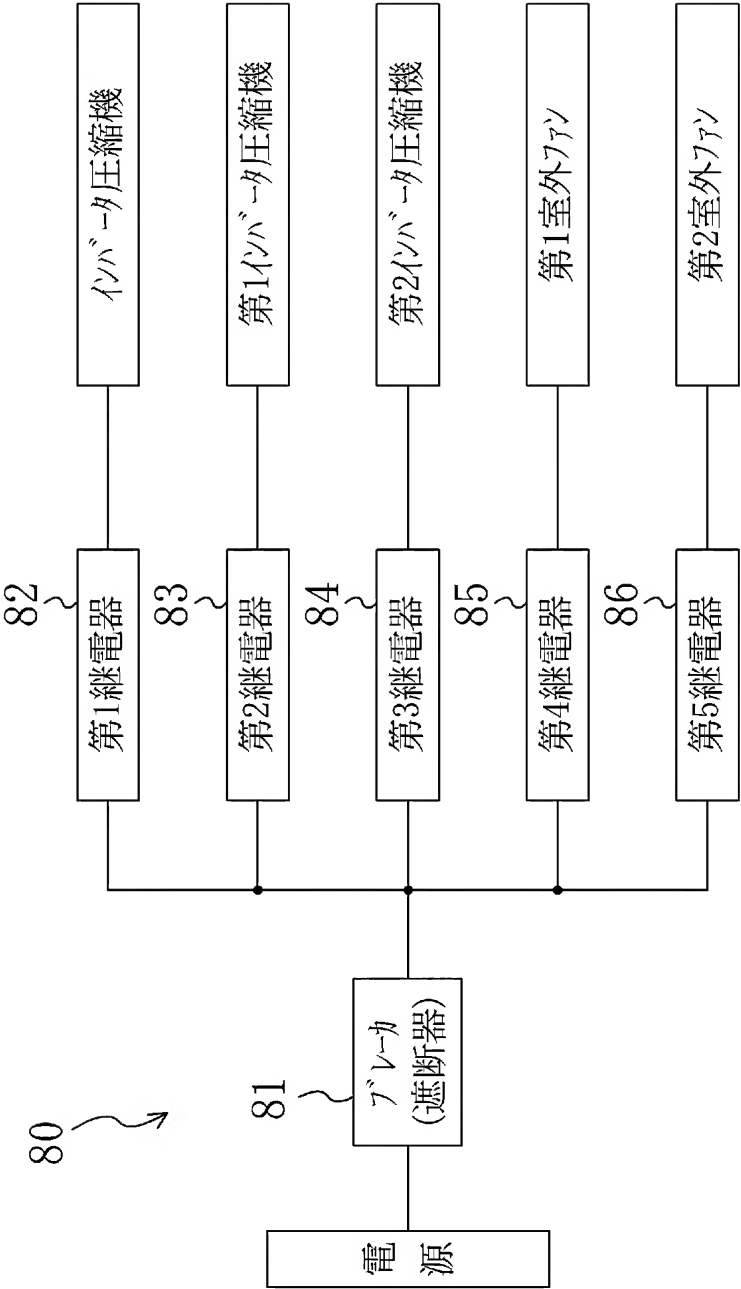 80
電源
81
ブレーカ
(遮断器)
82
第1継電器
インバータ圧縮機
83
第2継電器
第1インバータ圧縮機
84
第3継電器
第2インバータ圧縮機
85
第4継電器
第1室外ファン
86
第5継電器
第2室外ファン